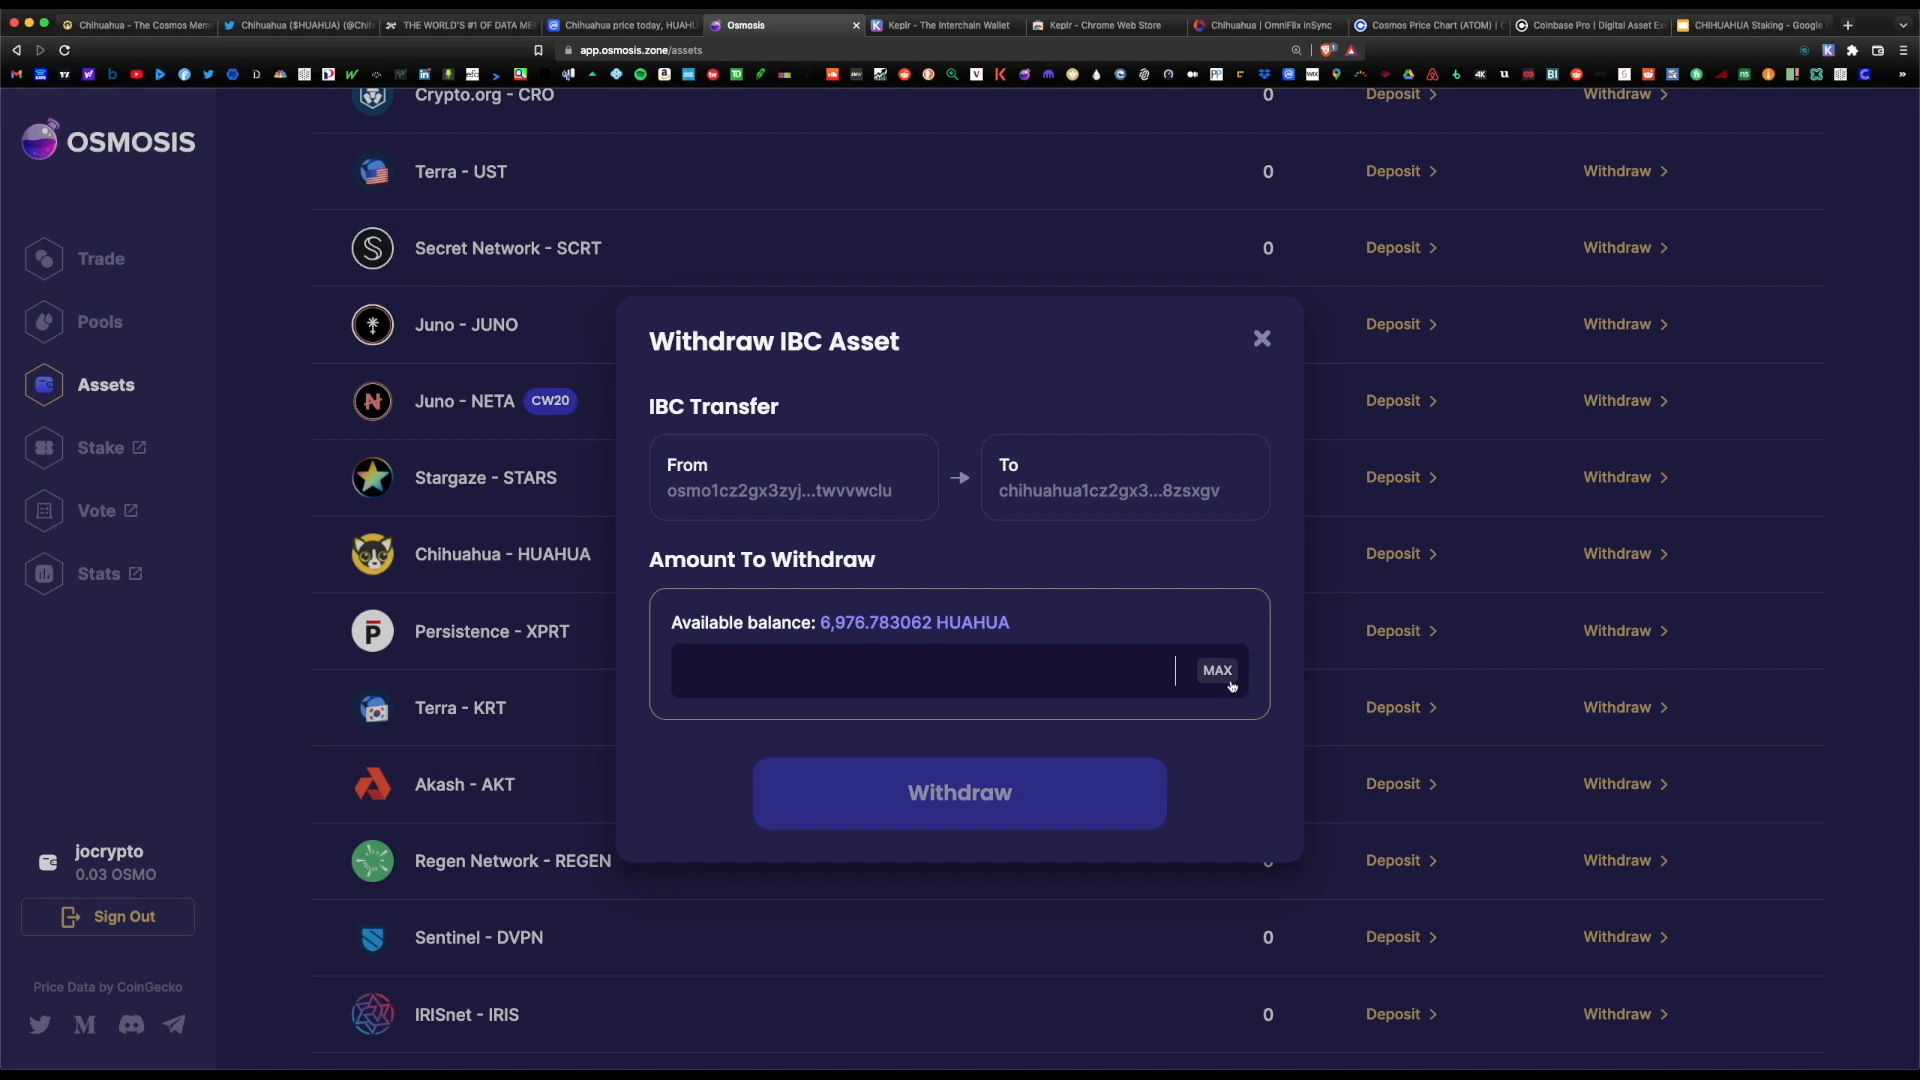 Chihuahua - The Cosmos Mem
Chihuahua ($HUAHUA) (@Chih
THE WORLD'S #1 OF DATA ME
Chihuahua price today, HUAHU
Osmosis
Keplr - The Interchain Wallet
Keplr - Chrome Web Store
Chihuahua | OmniFlix inSync
Cosmos Price Chart (ATOM) |
Coinbase Pro | Digital Asset Ex
CHIHUAHUA Staking - Google
app.osmosis.zone/assets
OSMOSIS
Trade
Pools
Assets
Stake
Vote
Stats
jocrypto
0.03 OSMO
Sign Out
Price Data by CoinGecko
Crypto.org - CRO 0 Deposit > Withdraw >
Terra - UST 0 Deposit > Withdraw >
Secret Network - SCRT 0 Deposit > Withdraw >
Juno - JUNO Deposit > Withdraw >
Juno - NETA CW20 Deposit > Withdraw >
Stargaze - STARS Deposit > Withdraw >
Chihuahua - HUAHUA Deposit > Withdraw >
Persistence - XPRT Deposit > Withdraw >
Terra - KRT Deposit > Withdraw >
Akash - AKT Deposit > Withdraw >
Regen Network - REGEN Deposit > Withdraw >
Sentinel - DVPN 0 Deposit > Withdraw >
IRISnet - IRIS 0 Deposit > Withdraw >
Withdraw IBC Asset
IBC Transfer
From
osmo1cz2gx3zyj...twvvwclu
To
chihuahua1cz2gx3...8zsxgv
Amount To Withdraw
Available balance: 6,976.783062 HUAHUA
MAX
Withdraw